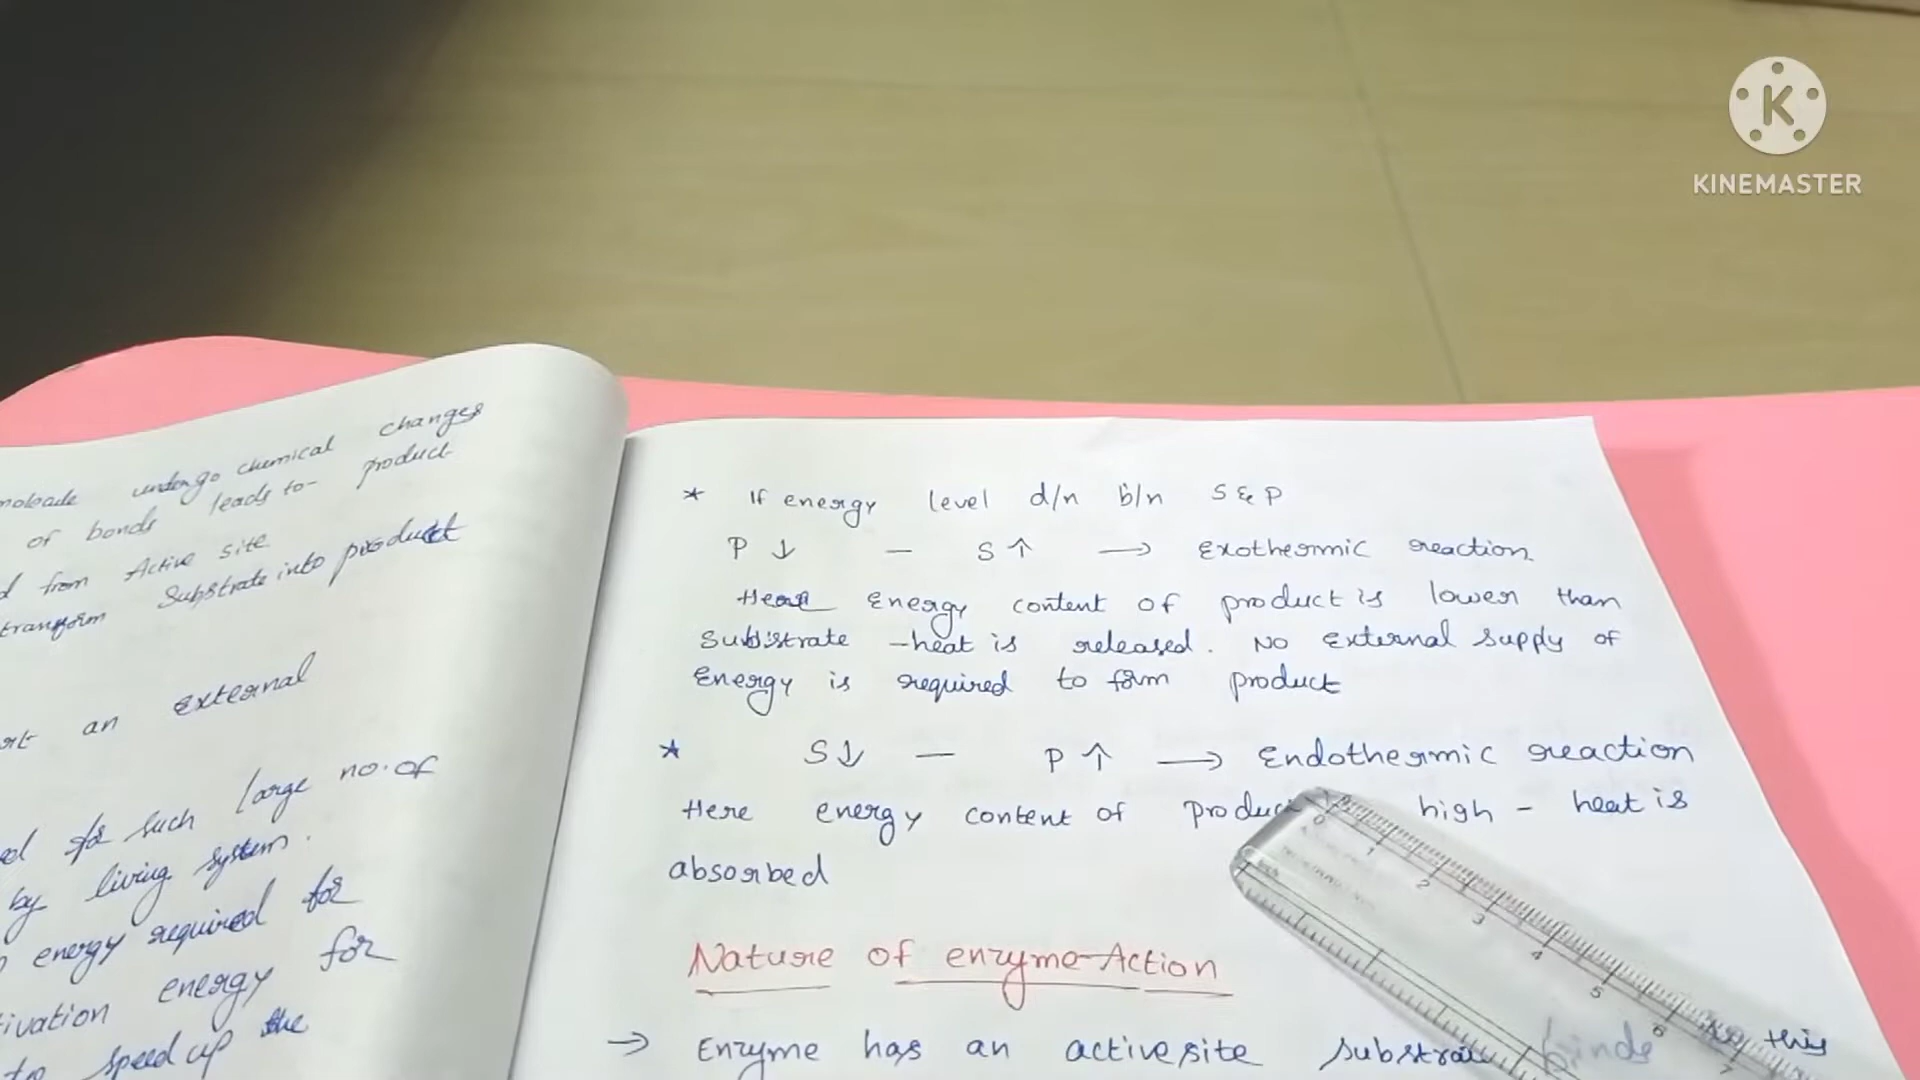 KINEMASTER
undergo chemical changes
of bonds leads to- product
from Active site
Substrate into product
an external
such large no. of
by living system.
energy required for
energy for
speed up the
* If energy level d/n b/n S & P
P ↓ — S ↑ → Exothermic reaction
Here Energy content of product is lower than
Substrate -heat is released. No External supply of
Energy is required to form product
* S ↓ — P ↑ → Endothermic reaction
Here energy content of high - heat is
absorbed
Nature of enzyme-Action
→ Enzyme has an active site binds this